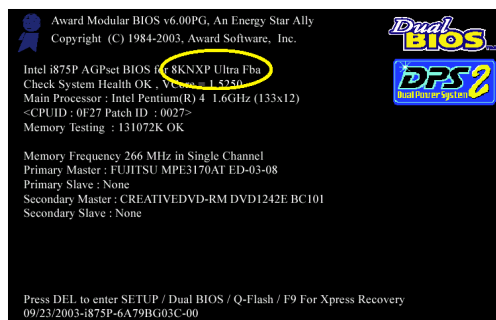 Award Modular BIOS v6.00PG, An Energy Star Ally
Copyright (C) 1984-2003, Award Software, Inc.
Dual
BIOS
Intel i875P AGPset BIOS for 8KNXP Ultra Fba
Check System Health OK , VCore = 1.5250
Main Processor : Intel Pentium(R) 4 1.6GHz (133x12)
<CPUID : 0F27 Patch ID : 0027>
Memory Testing : 131072K OK
DPS 2
Dual Power System
Memory Frequency 266 MHz in Single Channel
Primary Master : FUJITSU MPE3170AT ED-03-08
Primary Slave : None
Secondary Master : CREATIVEDVD-RM DVD1242E BC101
Secondary Slave : None
Press DEL to enter SETUP / Dual BIOS / Q-Flash / F9 For Xpress Recovery
09/23/2003-i875P-6A79BG03C-00